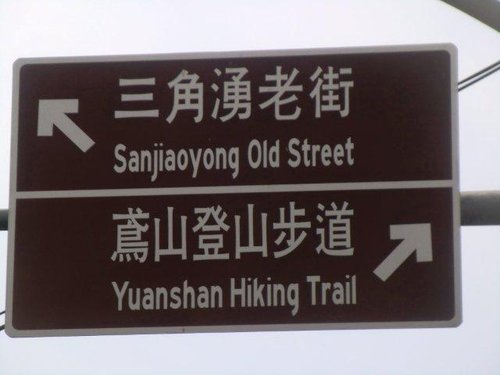 三角湧老街
Sanjiaoyong Old Street
鳶山登山步道
Yuanshan Hiking Trail